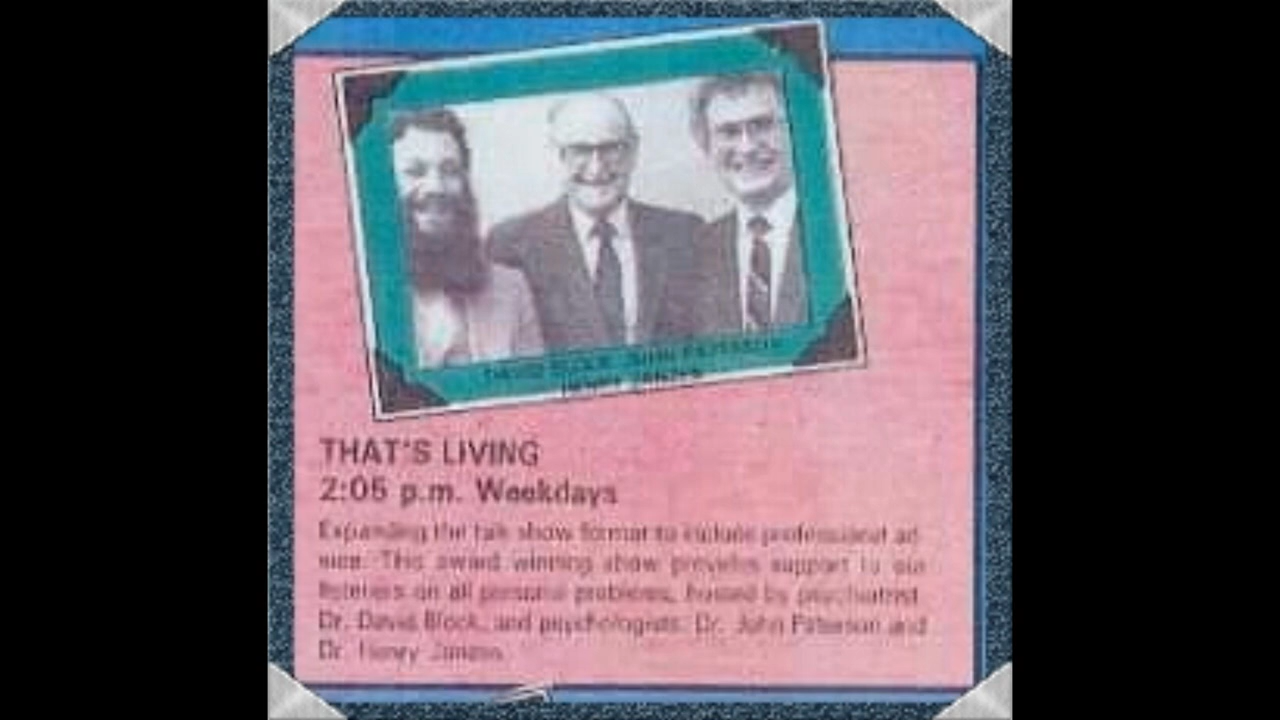 THAT'S LIVING
2:05 p.m. Weekdays
Expanding the talk show format to include professional ad-
vice. This award winning show provides support to our
listeners on all personal problems, hosted by psychiatrist,
Dr. David Block, and psychologists: Dr. John Paterson and
Dr. Henry Janzen.